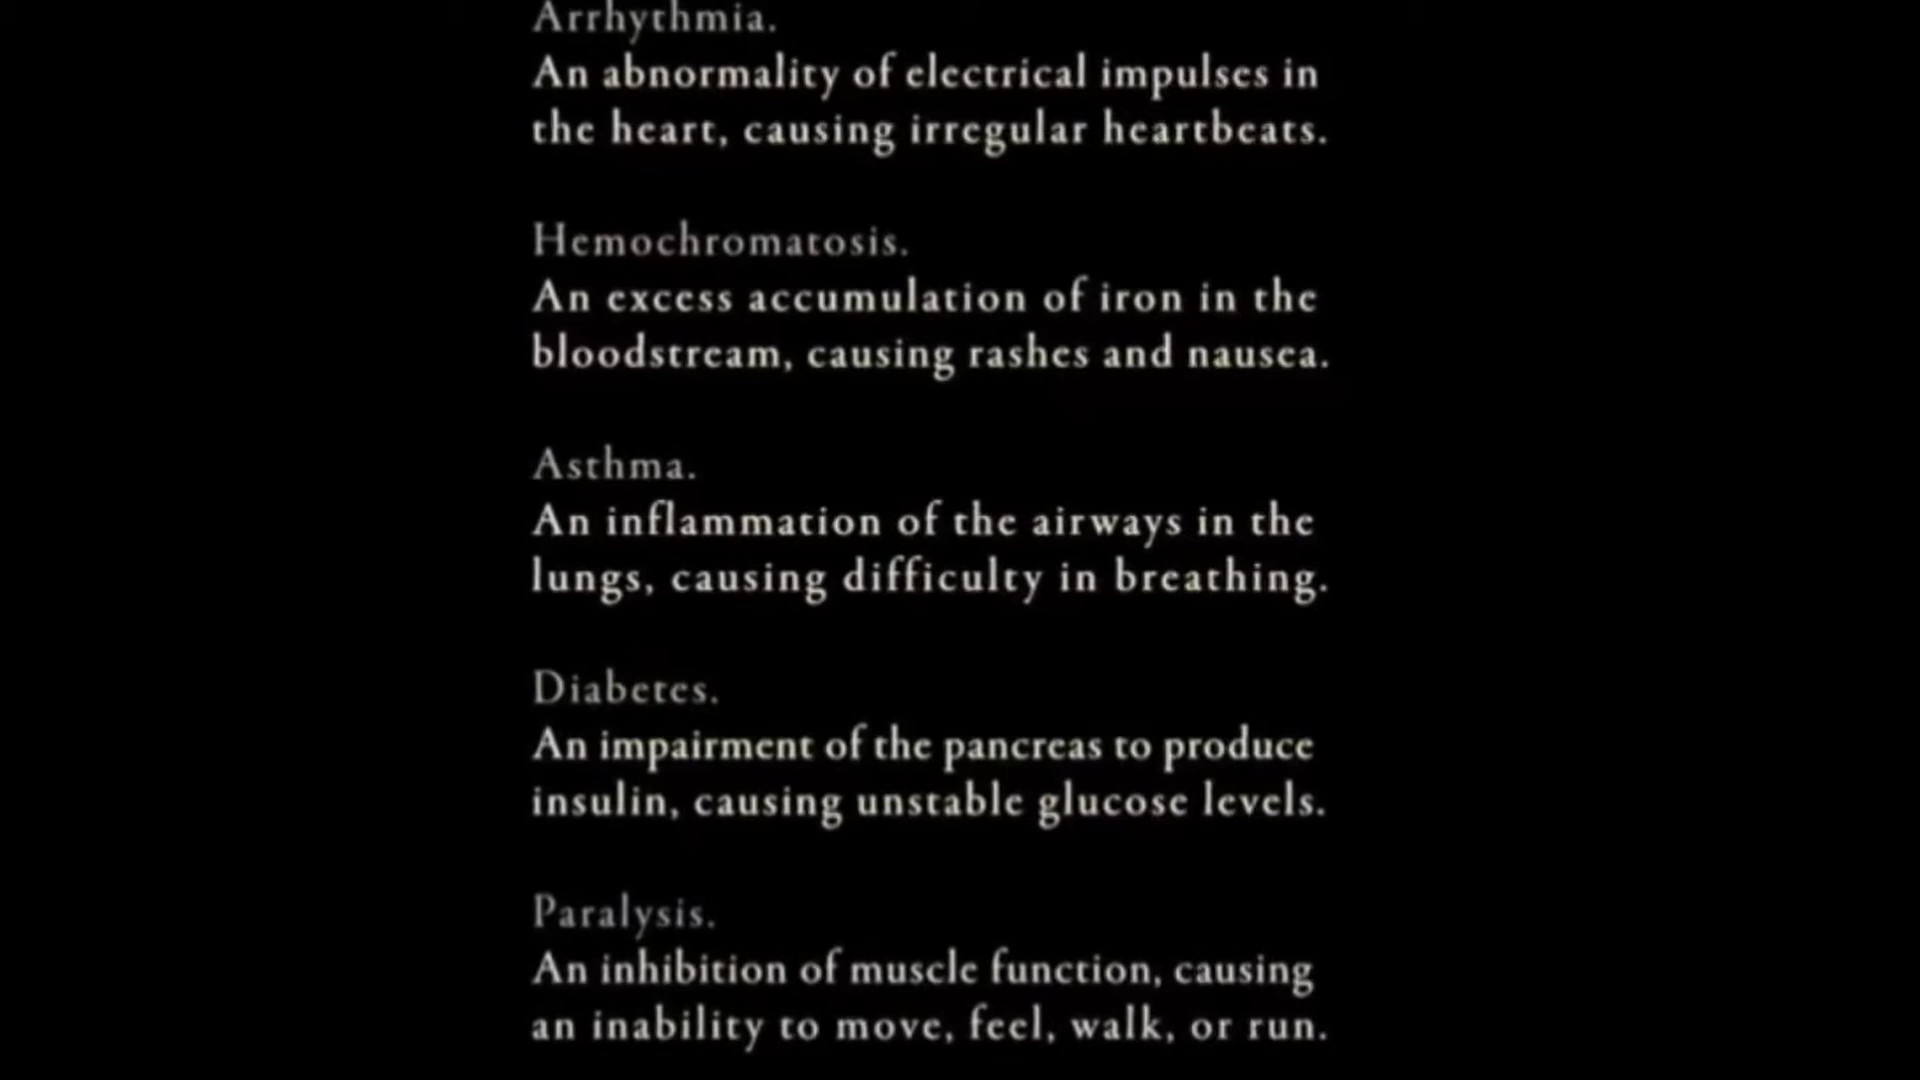 Arrhythmia.
An abnormality of electrical impulses in
the heart, causing irregular heartbeats.
Hemochromatosis.
An excess accumulation of iron in the
bloodstream, causing rashes and nausea.
Asthma.
An inflammation of the airways in the
lungs, causing difficulty in breathing.
Diabetes.
An impairment of the pancreas to produce
insulin, causing unstable glucose levels.
Paralysis.
An inhibition of muscle function, causing
an inability to move, feel, walk, or run.